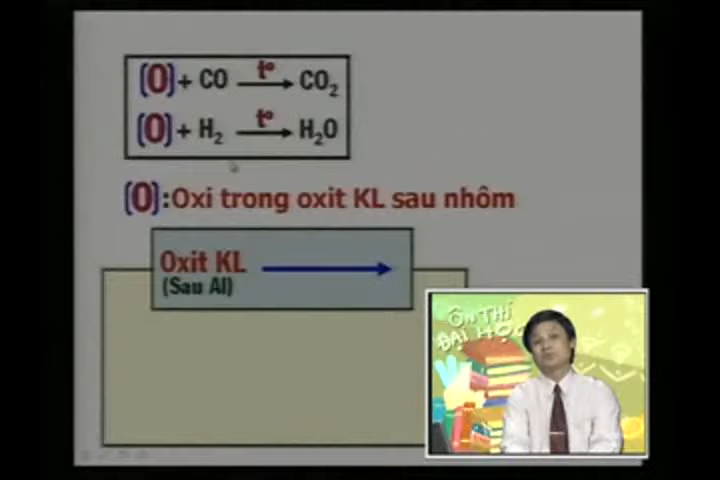 [O] + CO t° → CO₂
[O] + H₂ t° → H₂O
[O]: Oxi trong oxit KL sau nhôm
Oxit KL →
(Sau Al)
ÔN THI
ĐẠI HỌC